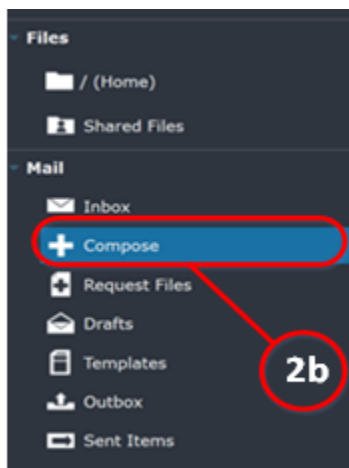 Files
/ (Home)
Shared Files
Mail
Inbox
Compose
Request Files
Drafts
Templates
2b
Outbox
Sent Items